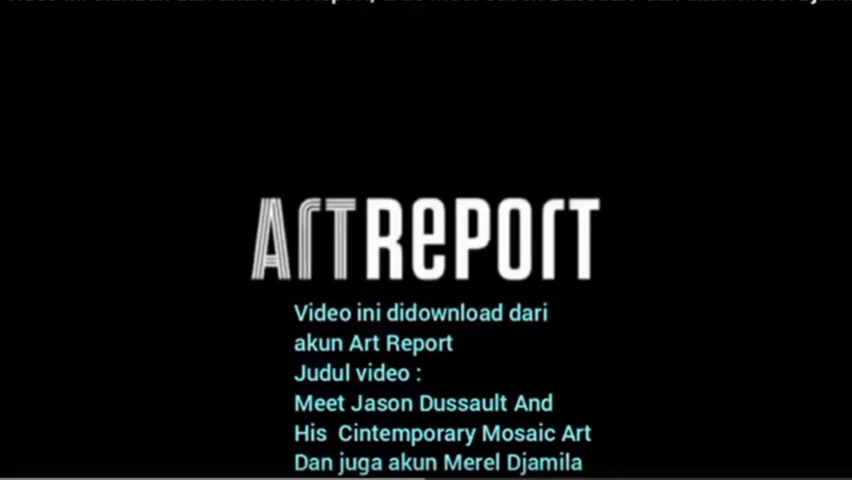 ArtReport
Video ini didownload dari
akun Art Report
Judul video :
Meet Jason Dussault And
His Cintemporary Mosaic Art
Dan juga akun Merel Djamila